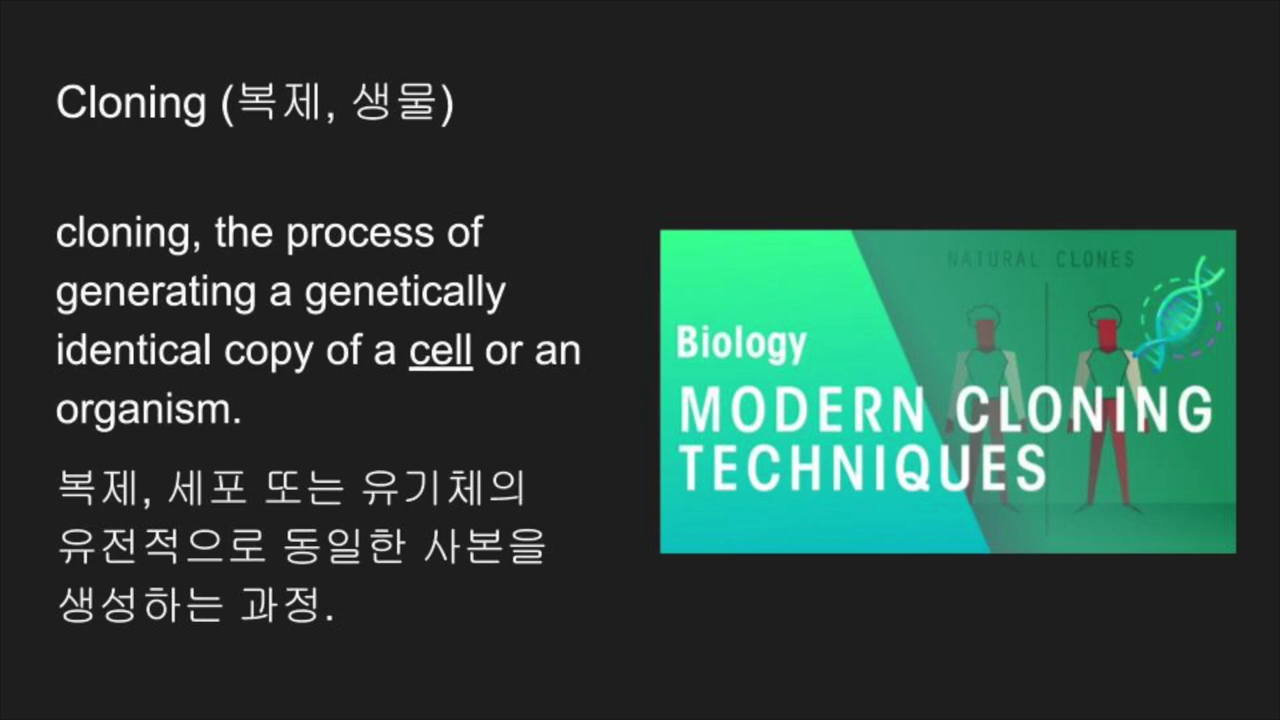 Cloning (복제, 생물)
cloning, the process of
generating a genetically
identical copy of a cell or an
organism.
복제, 세포 또는 유기체의
유전적으로 동일한 사본을
생성하는 과정.
NATURAL CLONES
Biology
MODERN CLONING
TECHNIQUES